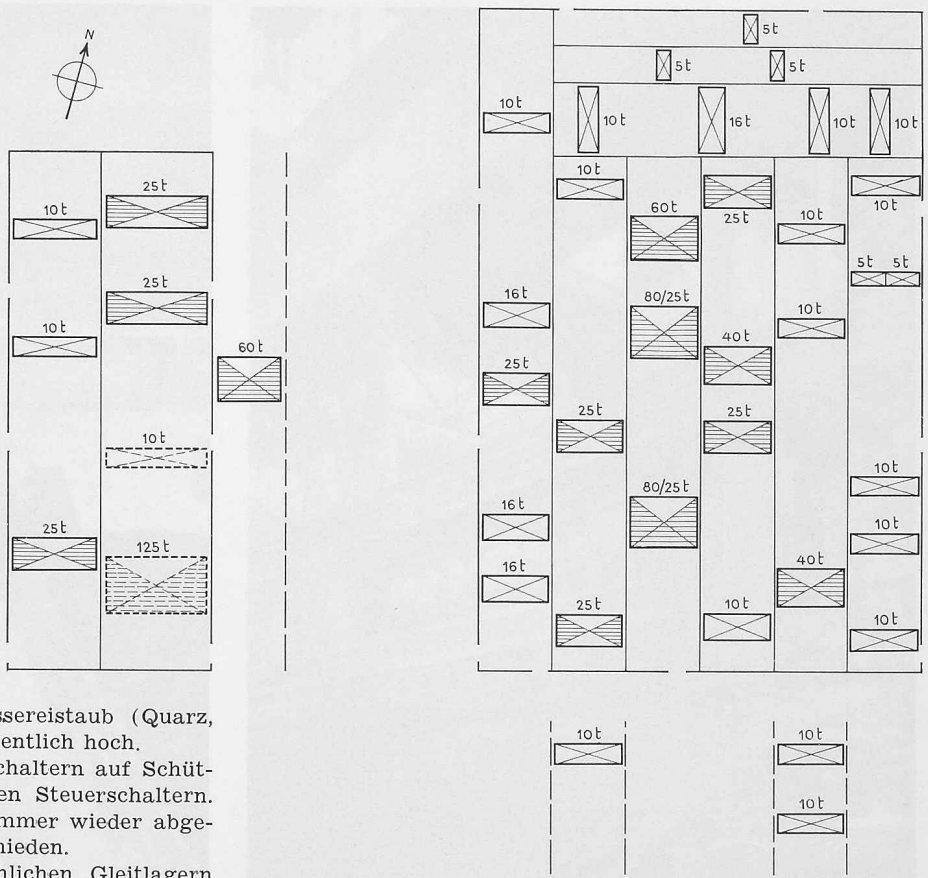 N
5t
5t
5t
10t
10t
16t
10t
10t
25t
10t
10t
10t
25t
60t
10t
10t
5t
5t
25t
16t
80/25t
10t
10t
40t
60t
25t
25t
25t
10t
80/25t
10t
25t
125t
16t
10t
16t
40t
25t
10t
10t
ssereistaub (Quarz,
entlich hoch.
chaltern auf Schüt-
en Steuerschaltern.
mmer wieder abge-
nieden.
nlichen Gleitlagern
10t
10t
10t